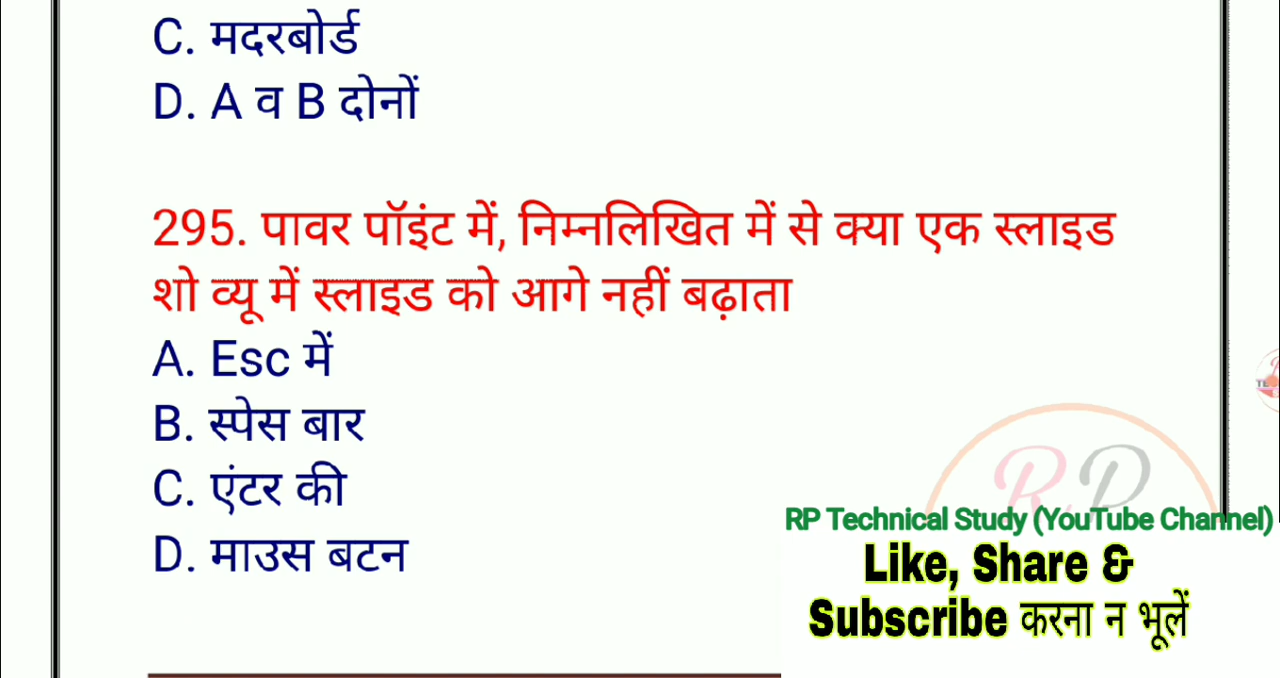 C. मदरबोर्ड
D. A व B दोनों
295. पावर पॉइंट में, निम्नलिखित में से क्या एक स्लाइड
शो व्यू में स्लाइड को आगे नहीं बढ़ाता
A. Esc में
B. स्पेस बार
C. एंटर की
D. माउस बटन
RD
RP Technical Study (YouTube Channel)
Like, Share &
Subscribe करना न भूलें